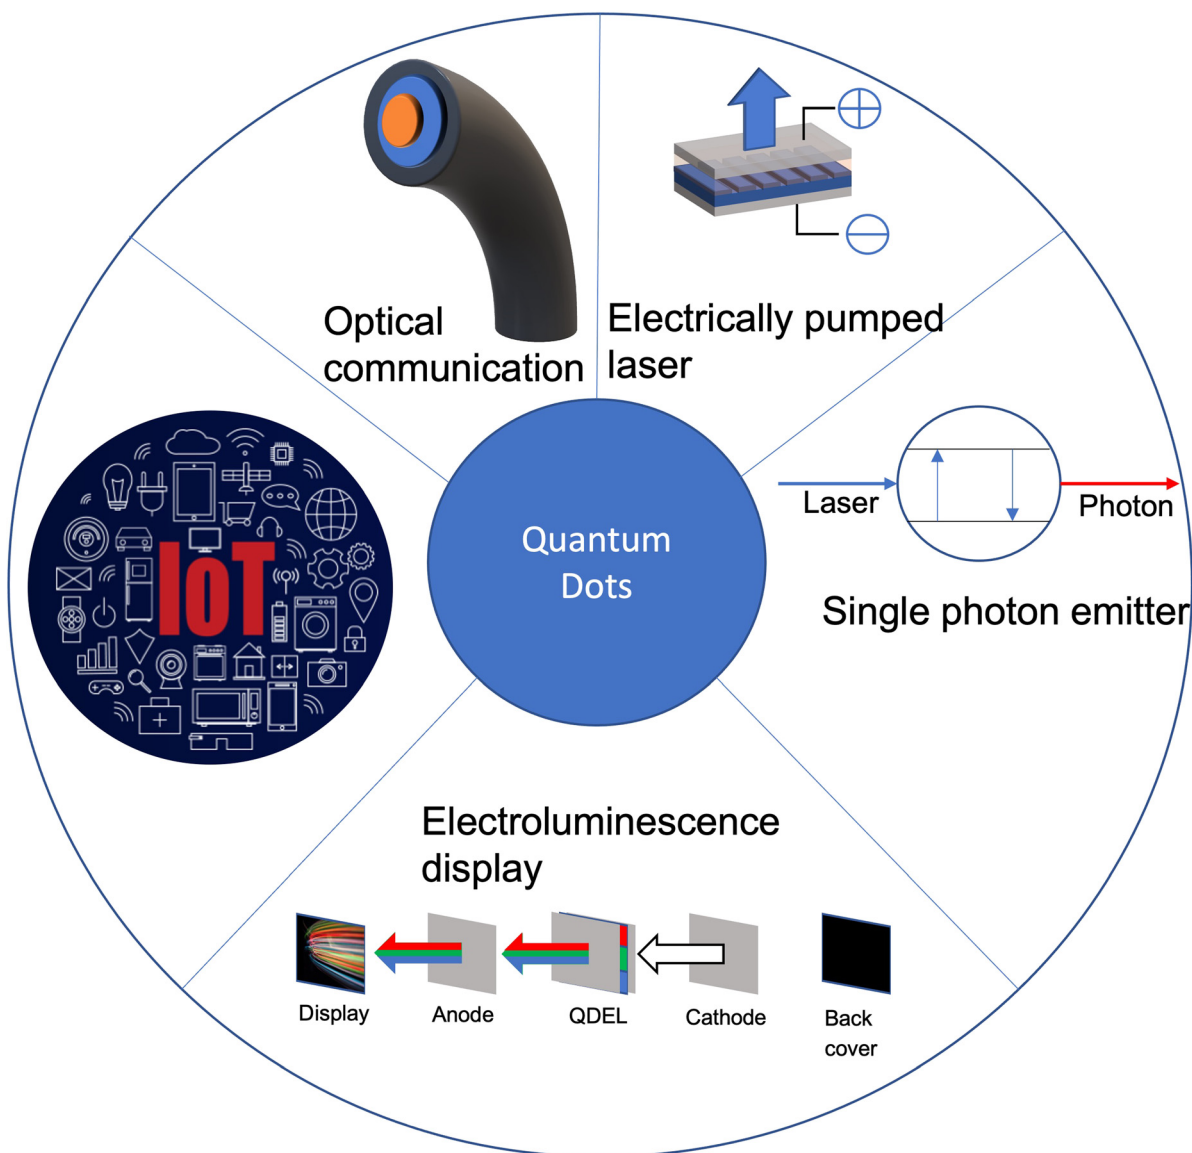 Optical
communication
Electrically pumped
laser
IoT
Quantum
Dots
Laser
Photon
Single photon emitter
Electroluminescence
display
Display
Anode
QDEL
Cathode
Back
cover